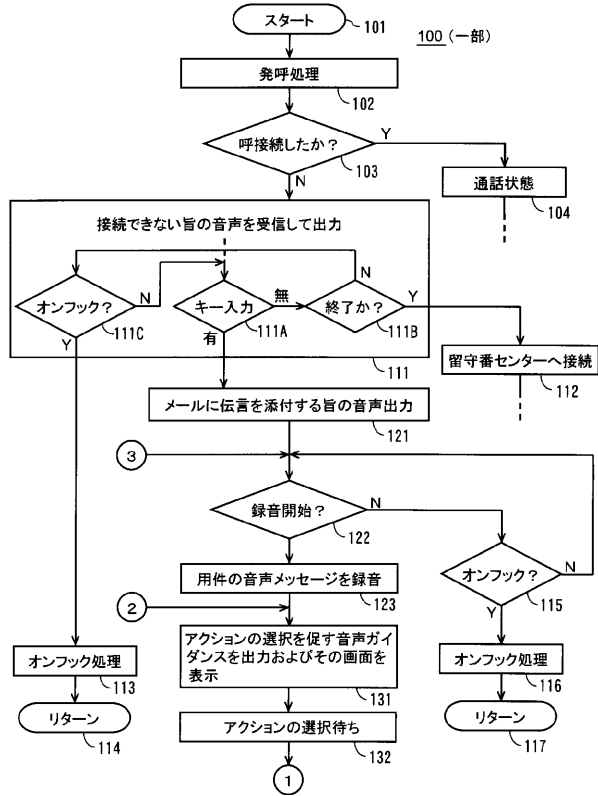 スタート
101
100 (一部)
発呼処理
102
呼接続したか？
Y
103
N
通話状態
104
接続できない旨の音声を受信して出力
N
オンフック？
N
キー入力
無
終了か？
Y
111C
111A
111B
Y
有
111
留守番センターへ接続
112
メールに伝言を添付する旨の音声出力
121
3
録音開始？
N
122
用件の音声メッセージを録音
123
オンフック？
N
115
2
Y
アクションの選択を促す音声ガイ
ダンスを出力およびその画面を
表示
131
オンフック処理
113
オンフック処理
116
リターン
114
アクションの選択待ち
132
リターン
117
1